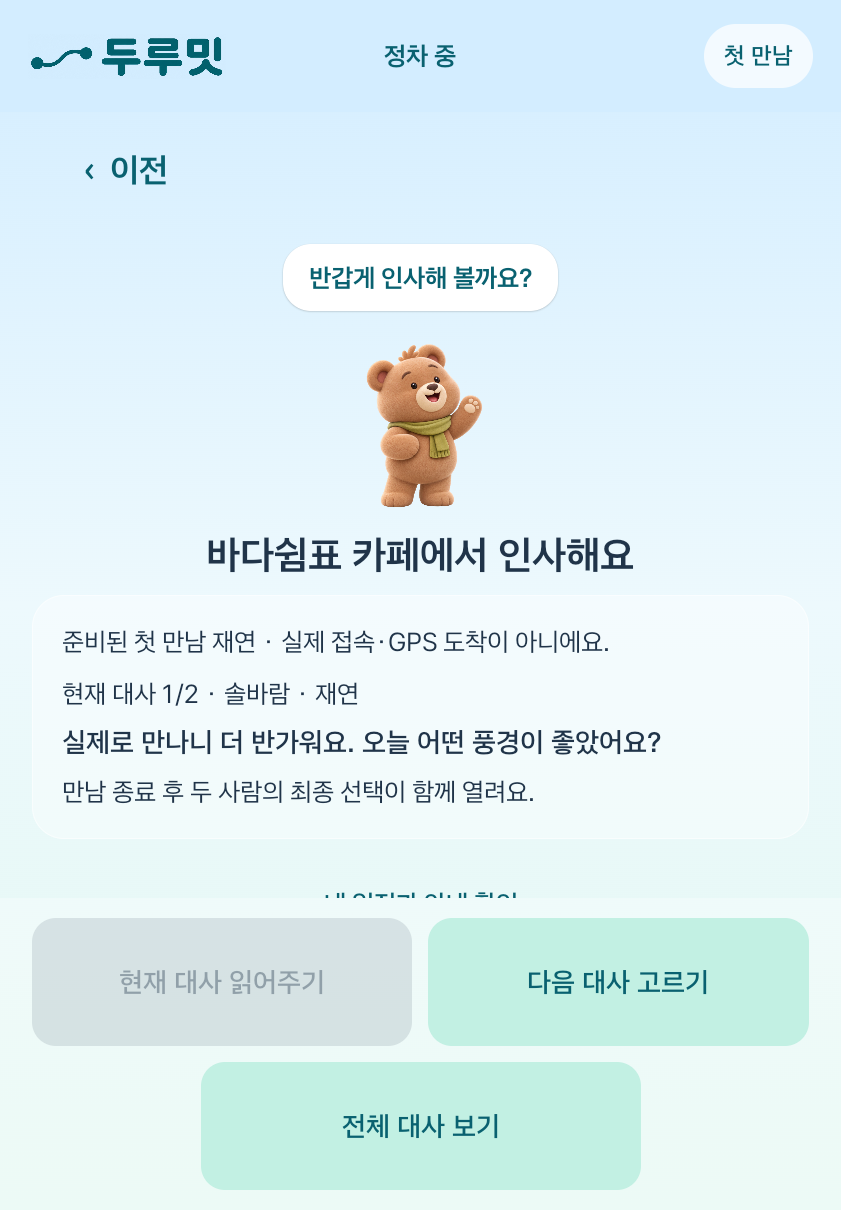 두루밋
정차 중
첫 만남
‹ 이전
반갑게 인사해 볼까요?
바다쉼표 카페에서 인사해요
준비된 첫 만남 재연 · 실제 접속·GPS 도착이 아니에요.
현재 대사 1/2 · 솔바람 · 재연
실제로 만나니 더 반가워요. 오늘 어떤 풍경이 좋았어요?
만남 종료 후 두 사람의 최종 선택이 함께 열려요.
현재 대사 읽어주기
다음 대사 고르기
전체 대사 보기